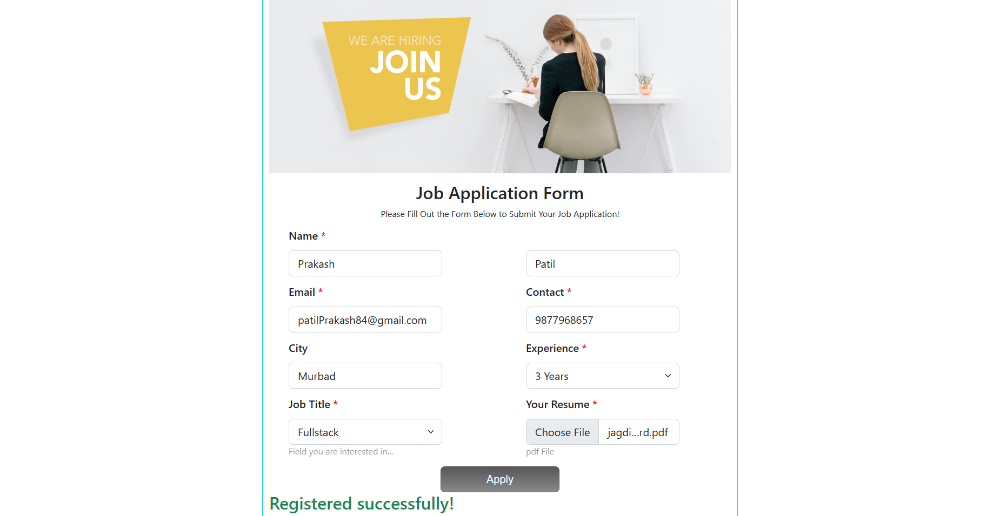 WE ARE HIRING
JOIN
US
Job Application Form
Please Fill Out the Form Below to Submit Your Job Application!
Name *
Prakash Patil
Email * Contact *
patilPrakash84@gmail.com 9877968657
City Experience *
Murbad 3 Years
Job Title * Your Resume *
Fullstack Choose File jagdi...rd.pdf
Field you are interested in... pdf File
Apply
Registered successfully!